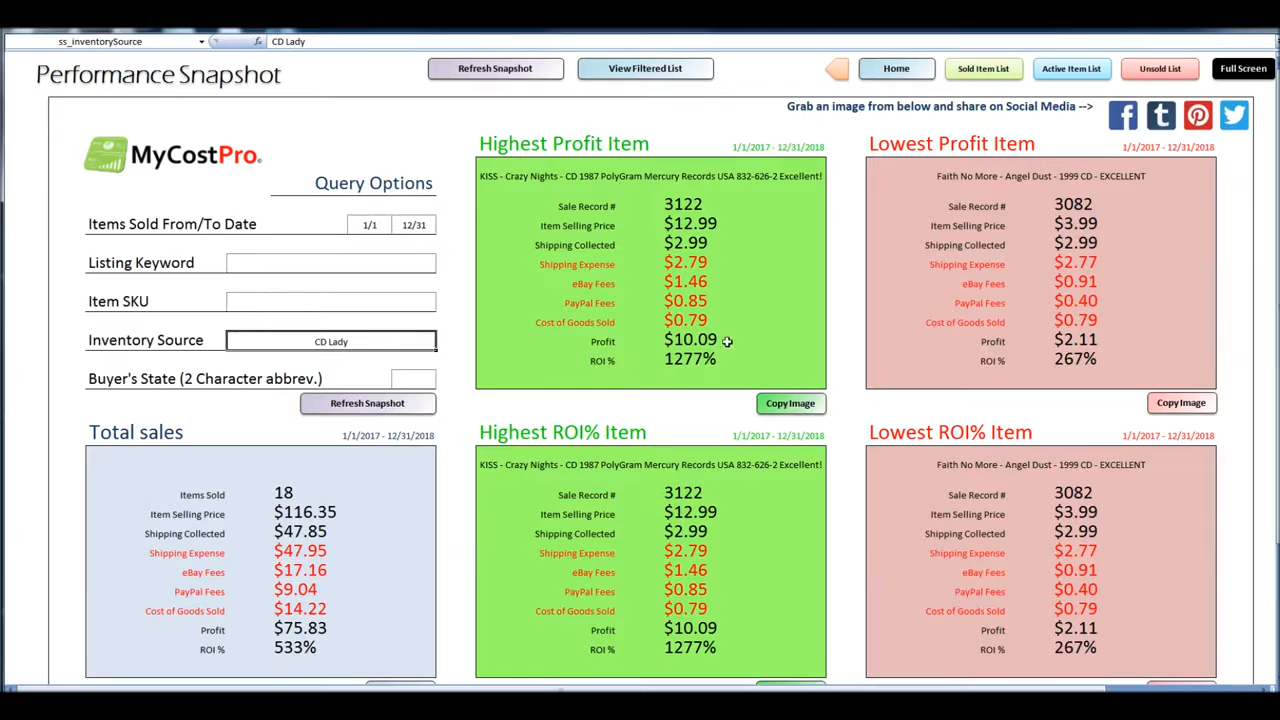 ss_inventorySource
fx CD Lady
Performance Snapshot
Refresh Snapshot
View Filtered List
Home
Sold Item List
Active Item List
Unsold List
Full Screen
Grab an image from below and share on Social Media -->
f t
MyCostPro.
Query Options
Items Sold From/To Date 1/1 12/31
Listing Keyword
Item SKU
Inventory Source CD Lady
Buyer's State (2 Character abbrev.)
Refresh Snapshot
Highest Profit Item 1/1/2017 - 12/31/2018
KISS - Crazy Nights - CD 1987 PolyGram Mercury Records USA 832-626-2 Excellent!
Sale Record # 3122
Item Selling Price $12.99
Shipping Collected $2.99
Shipping Expense $2.79
eBay Fees $1.46
PayPal Fees $0.85
Cost of Goods Sold $0.79
Profit $10.09
ROI % 1277%
Copy Image
Lowest Profit Item 1/1/2017 - 12/31/2018
Faith No More - Angel Dust - 1999 CD - EXCELLENT
Sale Record # 3082
Item Selling Price $3.99
Shipping Collected $2.99
Shipping Expense $2.77
eBay Fees $0.91
PayPal Fees $0.40
Cost of Goods Sold $0.79
Profit $2.11
ROI % 267%
Copy Image
Total sales 1/1/2017 - 12/31/2018
Items Sold 18
Item Selling Price $116.35
Shipping Collected $47.85
Shipping Expense $47.95
eBay Fees $17.16
PayPal Fees $9.04
Cost of Goods Sold $14.22
Profit $75.83
ROI % 533%
Highest ROI% Item 1/1/2017 - 12/31/2018
KISS - Crazy Nights - CD 1987 PolyGram Mercury Records USA 832-626-2 Excellent!
Sale Record # 3122
Item Selling Price $12.99
Shipping Collected $2.99
Shipping Expense $2.79
eBay Fees $1.46
PayPal Fees $0.85
Cost of Goods Sold $0.79
Profit $10.09
ROI % 1277%
Lowest ROI% Item 1/1/2017 - 12/31/2018
Faith No More - Angel Dust - 1999 CD - EXCELLENT
Sale Record # 3082
Item Selling Price $3.99
Shipping Collected $2.99
Shipping Expense $2.77
eBay Fees $0.91
PayPal Fees $0.40
Cost of Goods Sold $0.79
Profit $2.11
ROI % 267%